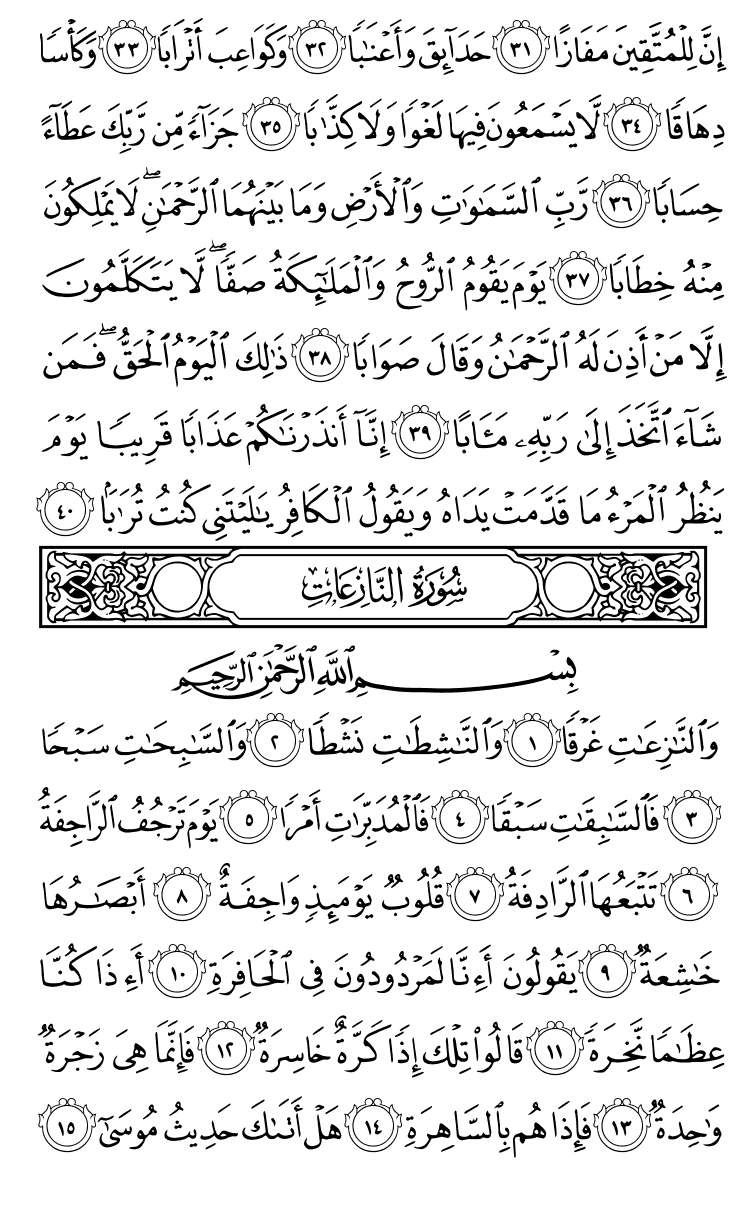 إِنَّ لِلْمُتَّقِينَ مَفَازًا ٣١ حَدَآئِقَ وَأَعْنَٰبًا ٣٢ وَكَوَاعِبَ أَتْرَابًا ٣٣ وَكَأْسًا
دِهَاقًا ٣٤ لَّا يَسْمَعُونَ فِيهَا لَغْوًا وَلَا كِذَّٰبًا ٣٥ جَزَآءً مِّن رَّبِّكَ عَطَآءً
حِسَابًا ٣٦ رَّبِّ ٱلسَّمَٰوَٰتِ وَٱلْأَرْضِ وَمَا بَيْنَهُمَا ٱلرَّحْمَٰنِۖ لَا يَمْلِكُونَ
مِنْهُ خِطَابًا ٣٧ يَوْمَ يَقُومُ ٱلرُّوحُ وَٱلْمَلَٰٓئِكَةُ صَفًّاۖ لَّا يَتَكَلَّمُونَ
إِلَّا مَنْ أَذِنَ لَهُ ٱلرَّحْمَٰنُ وَقَالَ صَوَابًا ٣٨ ذَٰلِكَ ٱلْيَوْمُ ٱلْحَقُّۖ فَمَن
شَآءَ ٱتَّخَذَ إِلَىٰ رَبِّهِۦ مَـَٔابًا ٣٩ إِنَّآ أَنذَرْنَٰكُمْ عَذَابًا قَرِيبًا يَوْمَ
يَنظُرُ ٱلْمَرْءُ مَا قَدَّمَتْ يَدَاهُ وَيَقُولُ ٱلْكَافِرُ يَٰلَيْتَنِى كُنتُ تُرَٰبًۢا ٤٠
سُورَةُ النَّازِعَاتِ
بِسْمِ ٱللَّهِ ٱلرَّحْمَٰنِ ٱلرَّحِيمِ
وَٱلنَّٰزِعَٰتِ غَرْقًا ١ وَٱلنَّٰشِطَٰتِ نَشْطًا ٢ وَٱلسَّٰبِحَٰتِ سَبْحًا
٣ فَٱلسَّٰبِقَٰتِ سَبْقًا ٤ فَٱلْمُدَبِّرَٰتِ أَمْرًا ٥ يَوْمَ تَرْجُفُ ٱلرَّاجِفَةُ
٦ تَتْبَعُهَا ٱلرَّادِفَةُ ٧ قُلُوبٌ يَوْمَئِذٍ وَاجِفَةٌ ٨ أَبْصَٰرُهَا
خَٰشِعَةٌ ٩ يَقُولُونَ أَءِنَّا لَمَرْدُودُونَ فِى ٱلْحَافِرَةِ ١٠ أَءِذَا كُنَّا
عِظَٰمًا نَّخِرَةً ١١ قَالُوا۟ تِلْكَ إِذًا كَرَّةٌ خَاسِرَةٌ ١٢ فَإِنَّمَا هِىَ زَجْرَةٌ
وَٰحِدَةٌ ١٣ فَإِذَا هُم بِٱلسَّاهِرَةِ ١٤ هَلْ أَتَىٰكَ حَدِيثُ مُوسَىٰٓ ١٥